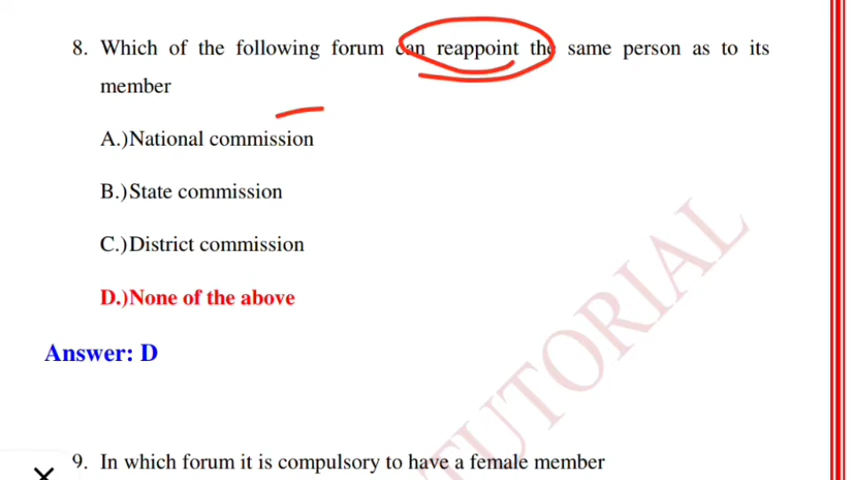 8. Which of the following forum can reappoint the same person as to its
member
A.)National commission
B.)State commission
C.)District commission
D.)None of the above
Answer: D
TUTORIAL
9. In which forum it is compulsory to have a female member